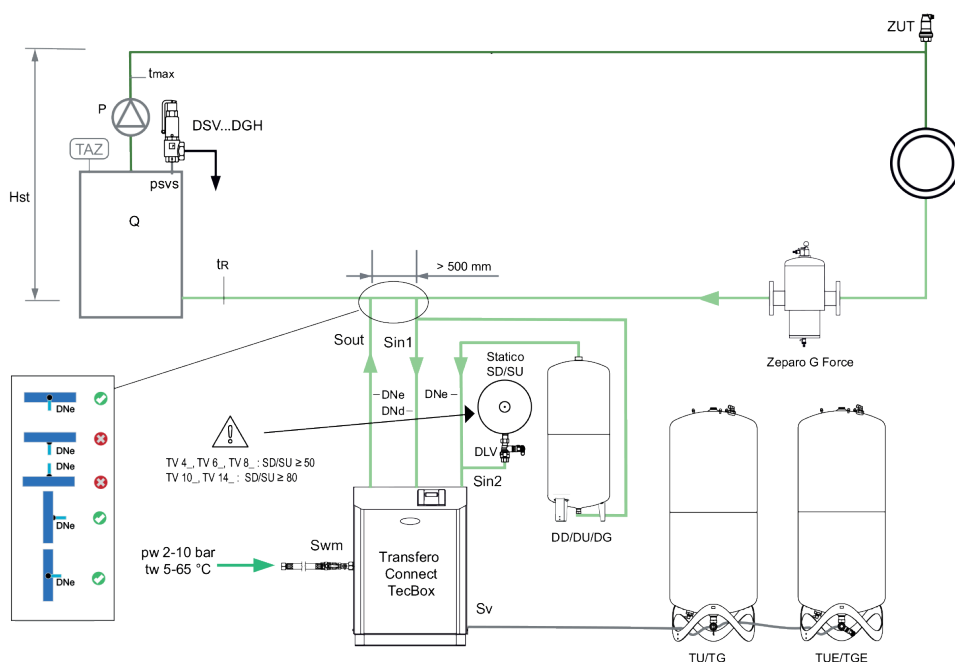 ZUT
tmax
P
DSV...DGH
TAZ
psvs
Hst
Q
tR
> 500 mm
Zeparo G Force
Sout
Sin1
Statico
SD/SU
DNe
DNe
DNd
DNe
DNe
DNe
DNe
DNe
TV 4_, TV 6_, TV 8_ : SD/SU ≥ 50
TV 10_, TV 14_ : SD/SU ≥ 80
DLV
Sin2
DD/DU/DG
pw 2-10 bar
tw 5-65 °C
Swm
Transfero
Connect
TecBox
Sv
TU/TG
TUE/TGE